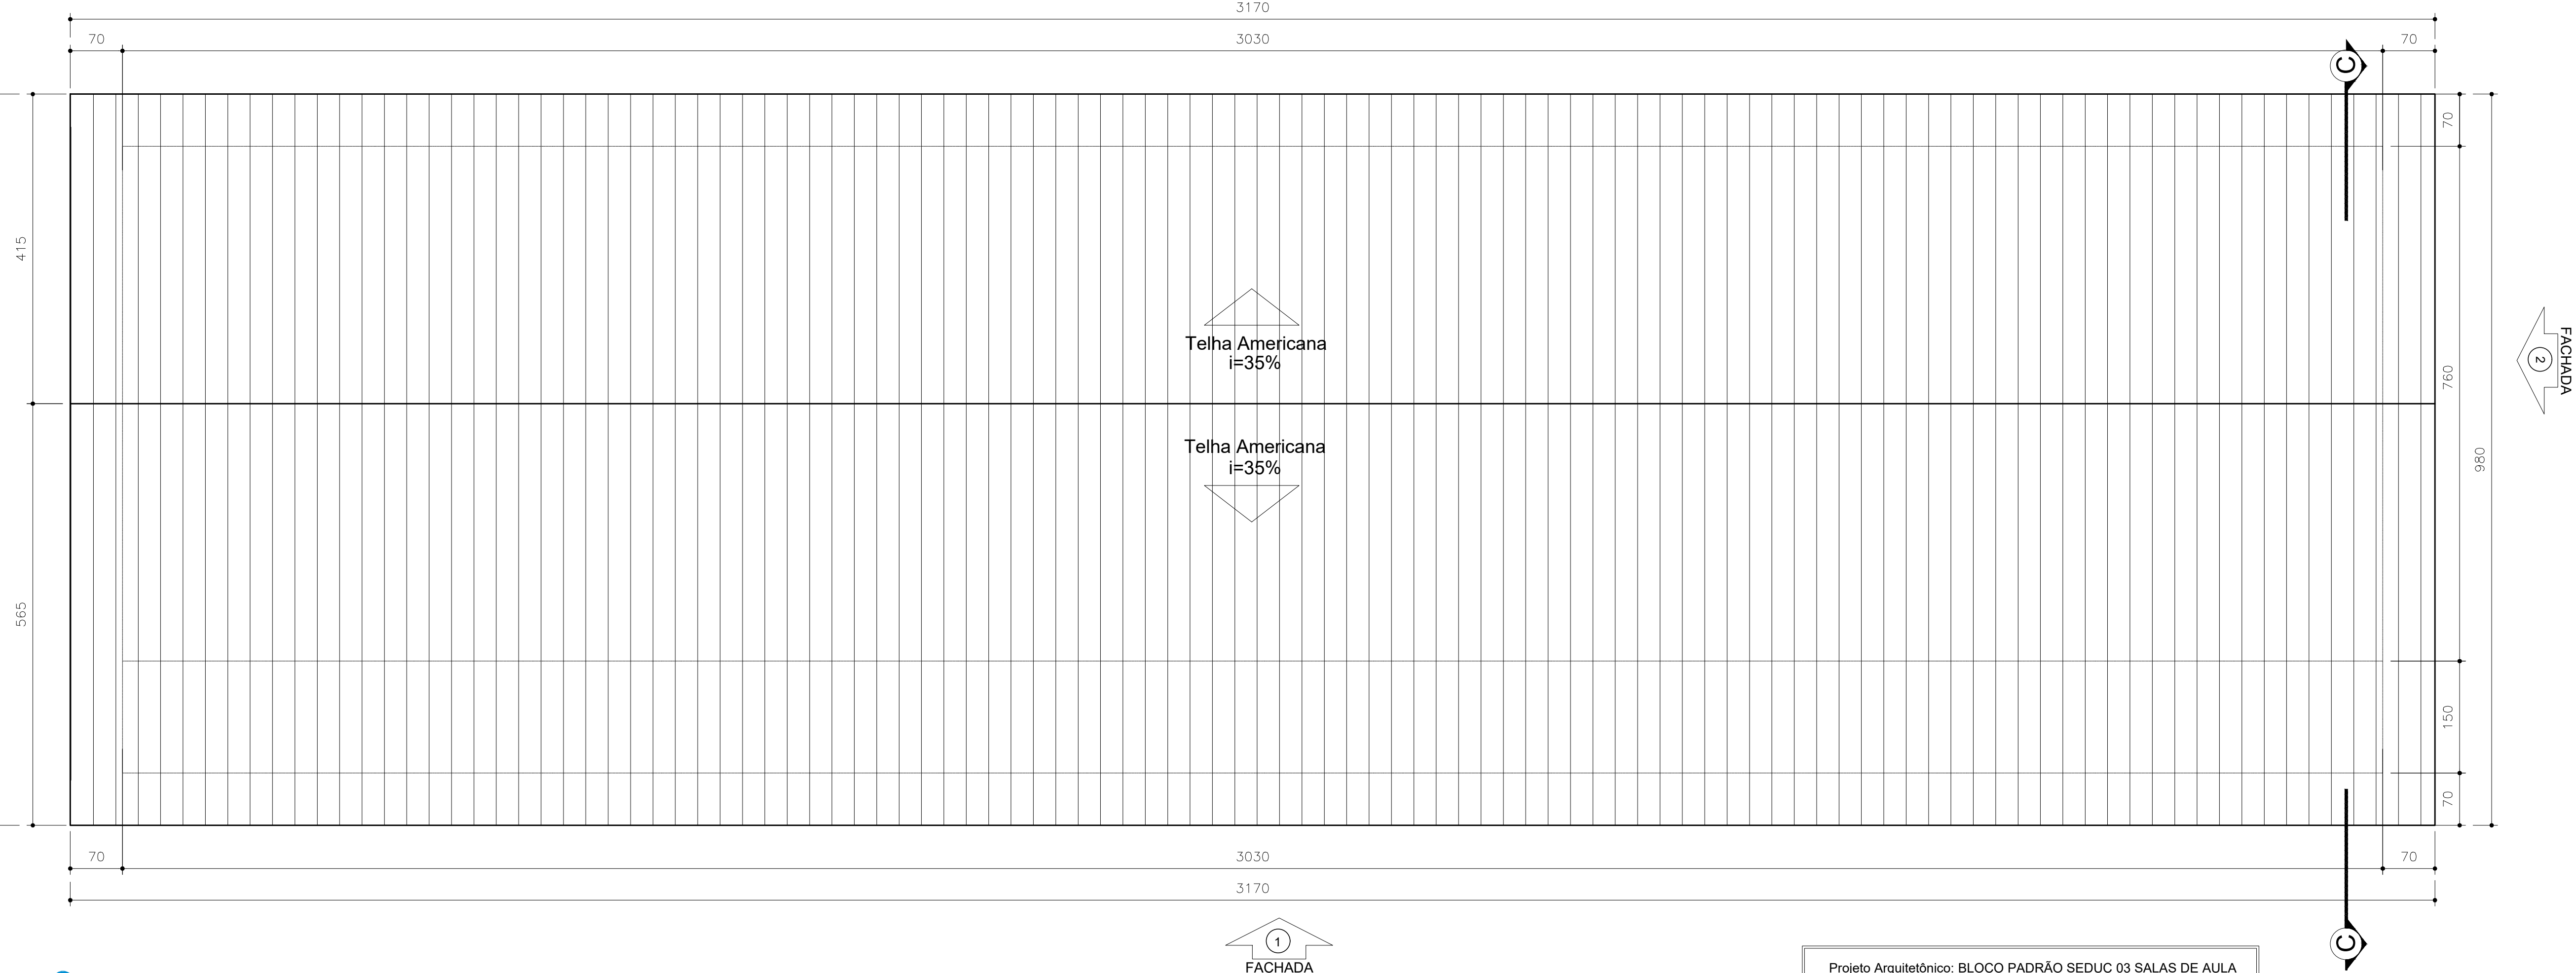 3170
70
3030
70
C
70
415
Telha Americana
i=35%
760
FACHADA
2
Telha Americana
i=35%
980
565
150
70
70
3030
70
3170
1
FACHADA
C
Projeto Arquitetônico: BLOCO PADRÃO SEDUC 03 SALAS DE AULA